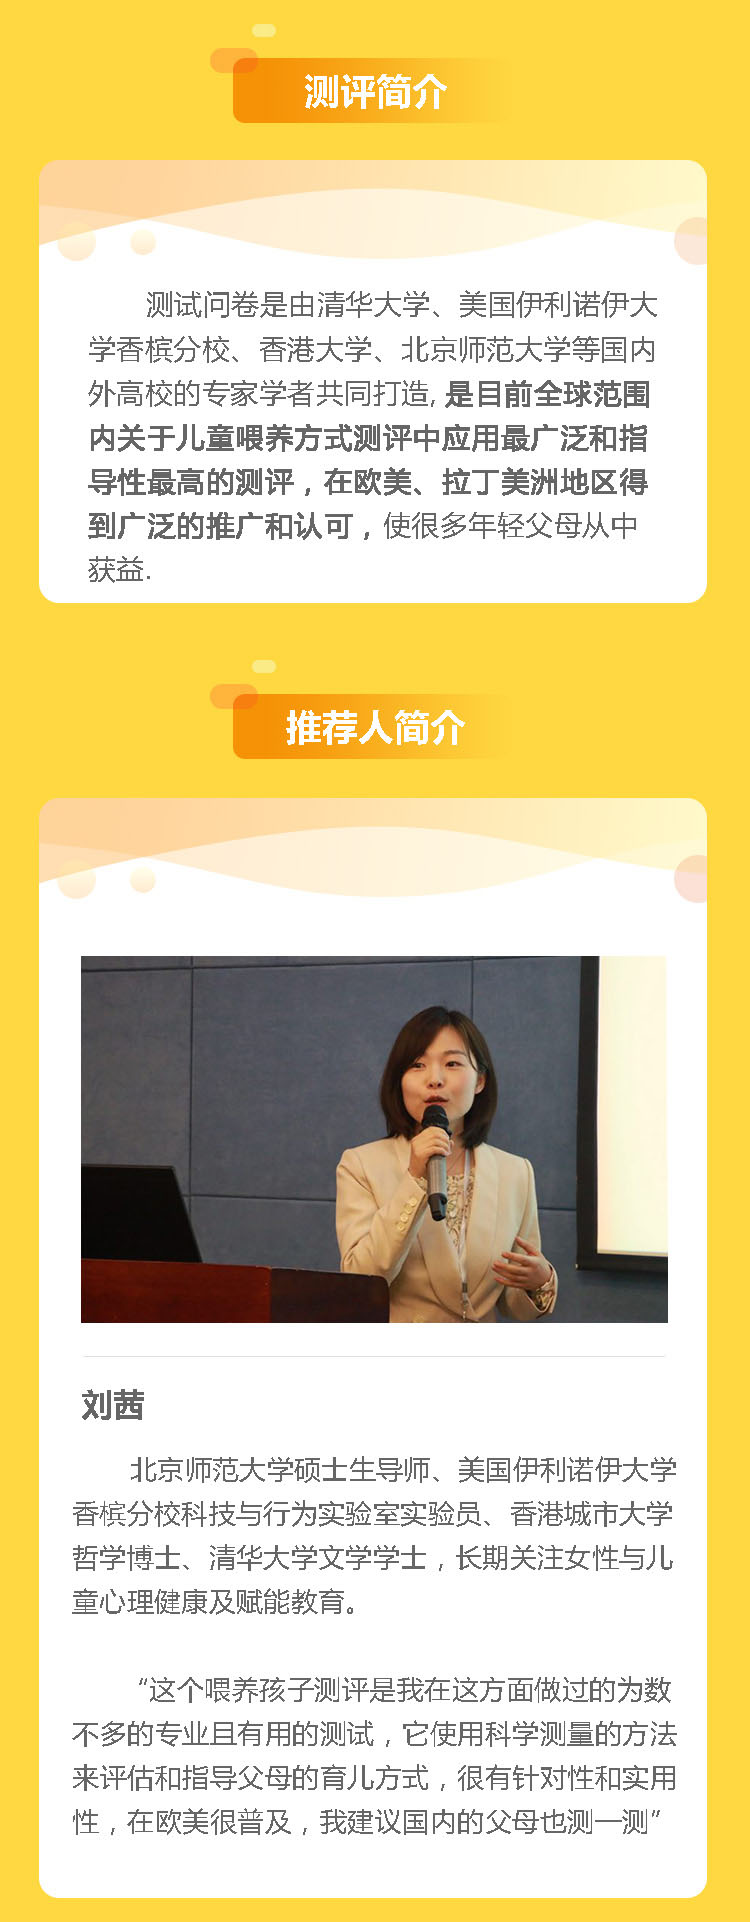 测评简介
测试问卷是由清华大学、美国伊利诺伊大
学香槟分校、香港大学、北京师范大学等国内
外高校的专家学者共同打造, 是目前全球范围
内关于儿童喂养方式测评中应用最广泛和指
导性最高的测评，在欧美、拉丁美洲地区得
到广泛的推广和认可，使很多年轻父母从中
获益.
推荐人简介
刘茜
北京师范大学硕士生导师、美国伊利诺伊大学
香槟分校科技与行为实验室实验员、香港城市大学
哲学博士、清华大学文学学士，长期关注女性与儿
童心理健康及赋能教育。
“这个喂养孩子测评是我在这方面做过的为数
不多的专业且有用的测试，它使用科学测量的方法
来评估和指导父母的育儿方式，很有针对性和实用
性，在欧美很普及，我建议国内的父母也测一测”